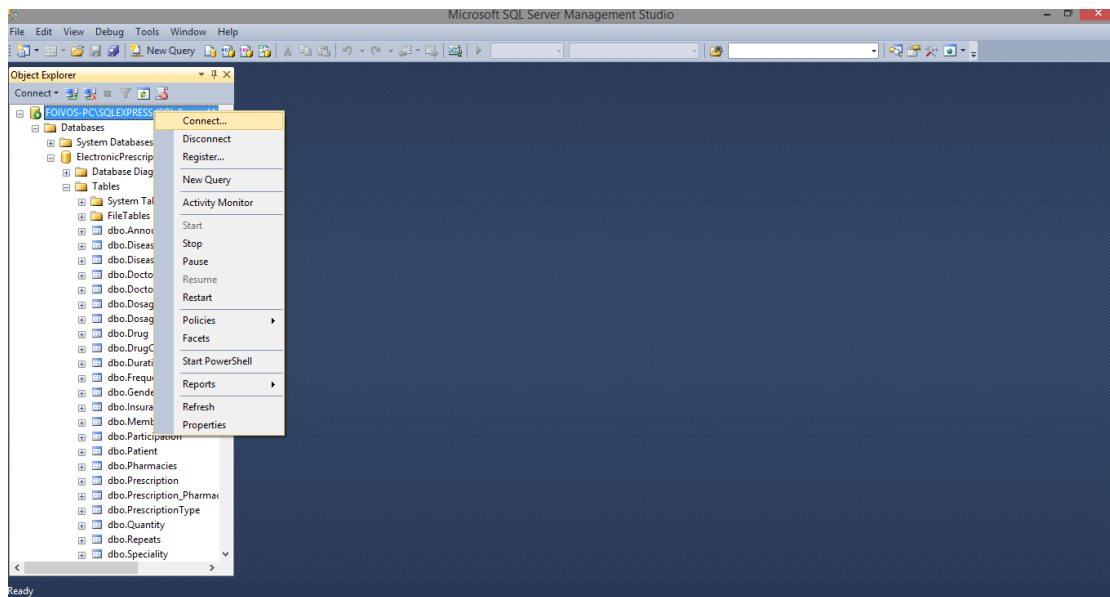 Microsoft SQL Server Management Studio
File Edit View Debug Tools Window Help
New Query
Object Explorer
Connect
FOIVOS-PC\SQLEXPRESS
Databases
System Databases
ElectronicPrescrip
Database Diag
Tables
System Tal
FileTables
dbo.Annou
dbo.Diseas
dbo.Diseas
dbo.Docto
dbo.Docto
dbo.Dosag
dbo.Dosag
dbo.Drug
dbo.DrugC
dbo.Durati
dbo.Freque
dbo.Gende
dbo.Insura
dbo.Memb
dbo.Participation
dbo.Patient
dbo.Pharmacies
dbo.Prescription
dbo.Prescription_Pharmac
dbo.PrescriptionType
dbo.Quantity
dbo.Repeats
dbo.Speciality
Connect...
Disconnect
Register...
New Query
Activity Monitor
Start
Stop
Pause
Resume
Restart
Policies
Facets
Start PowerShell
Reports
Refresh
Properties
Ready